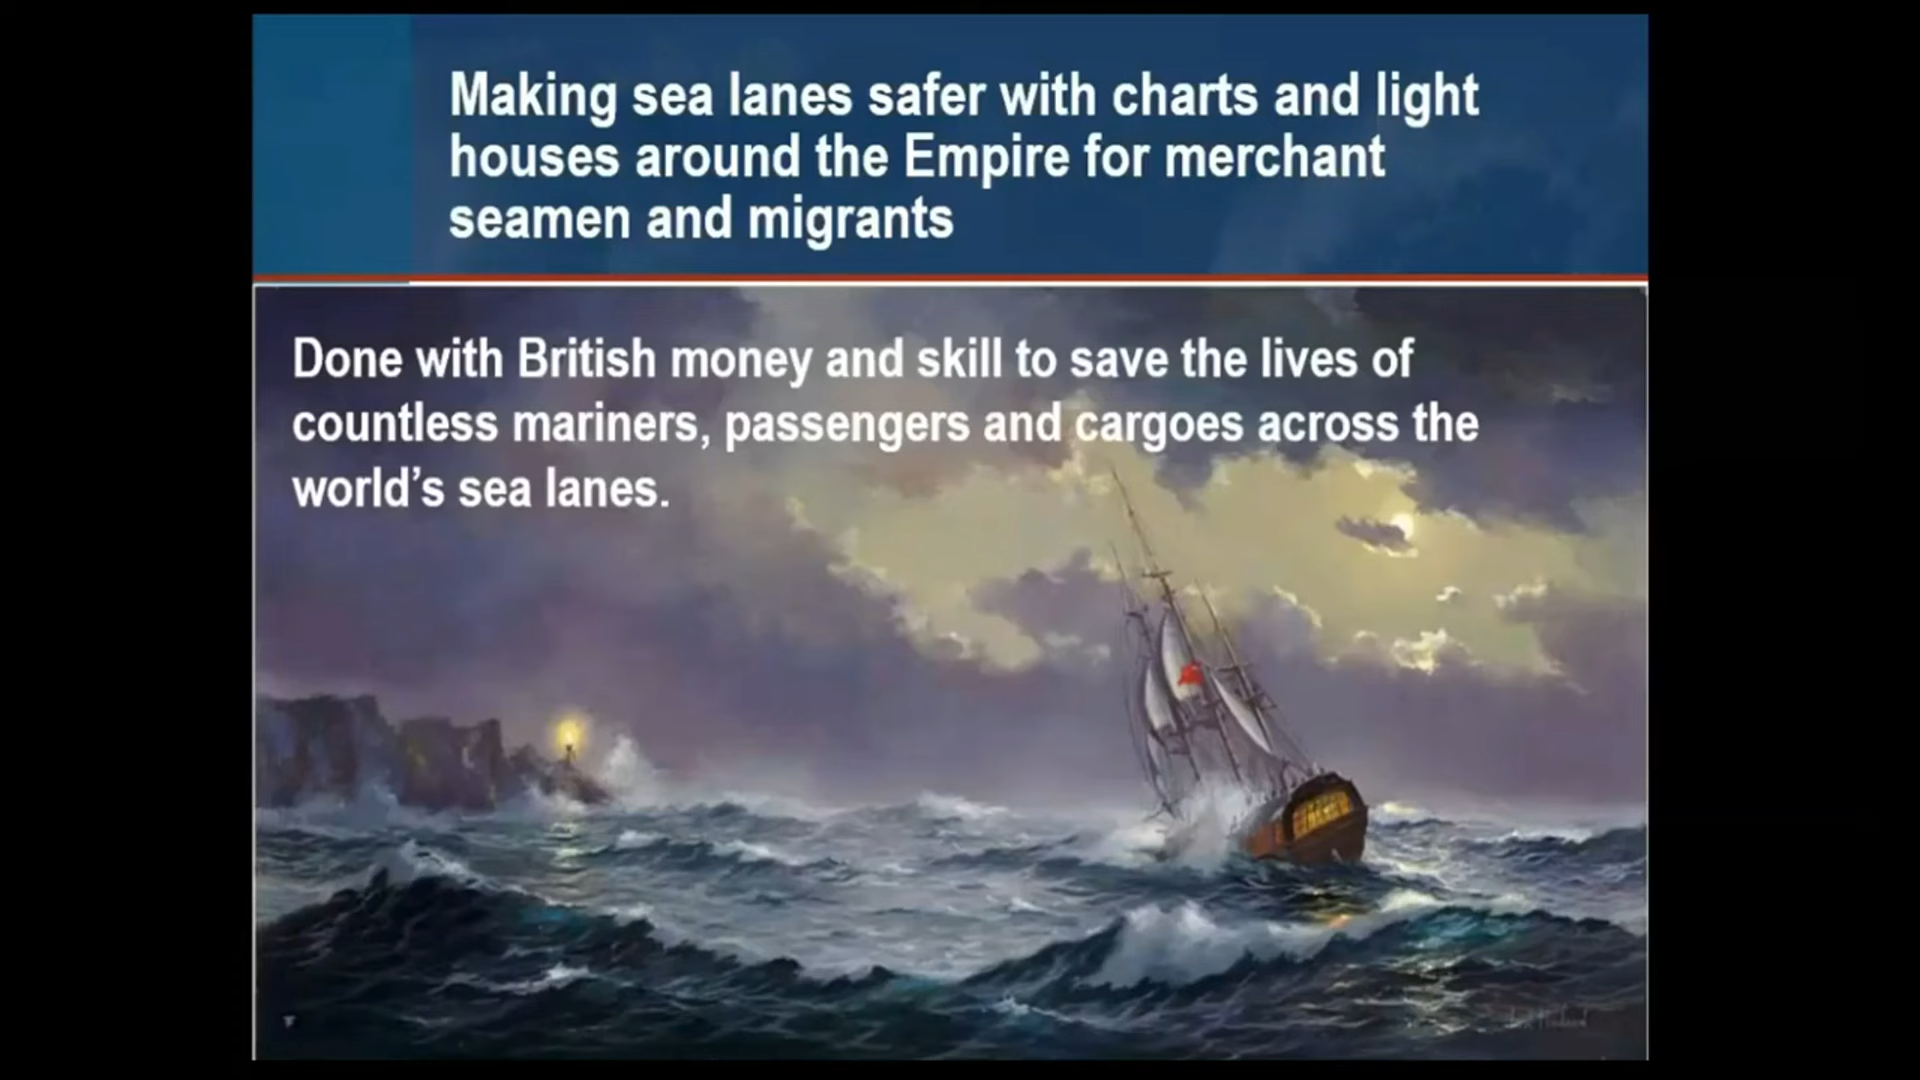 Making sea lanes safer with charts and light
houses around the Empire for merchant
seamen and migrants
Done with British money and skill to save the lives of
countless mariners, passengers and cargoes across the
world’s sea lanes.